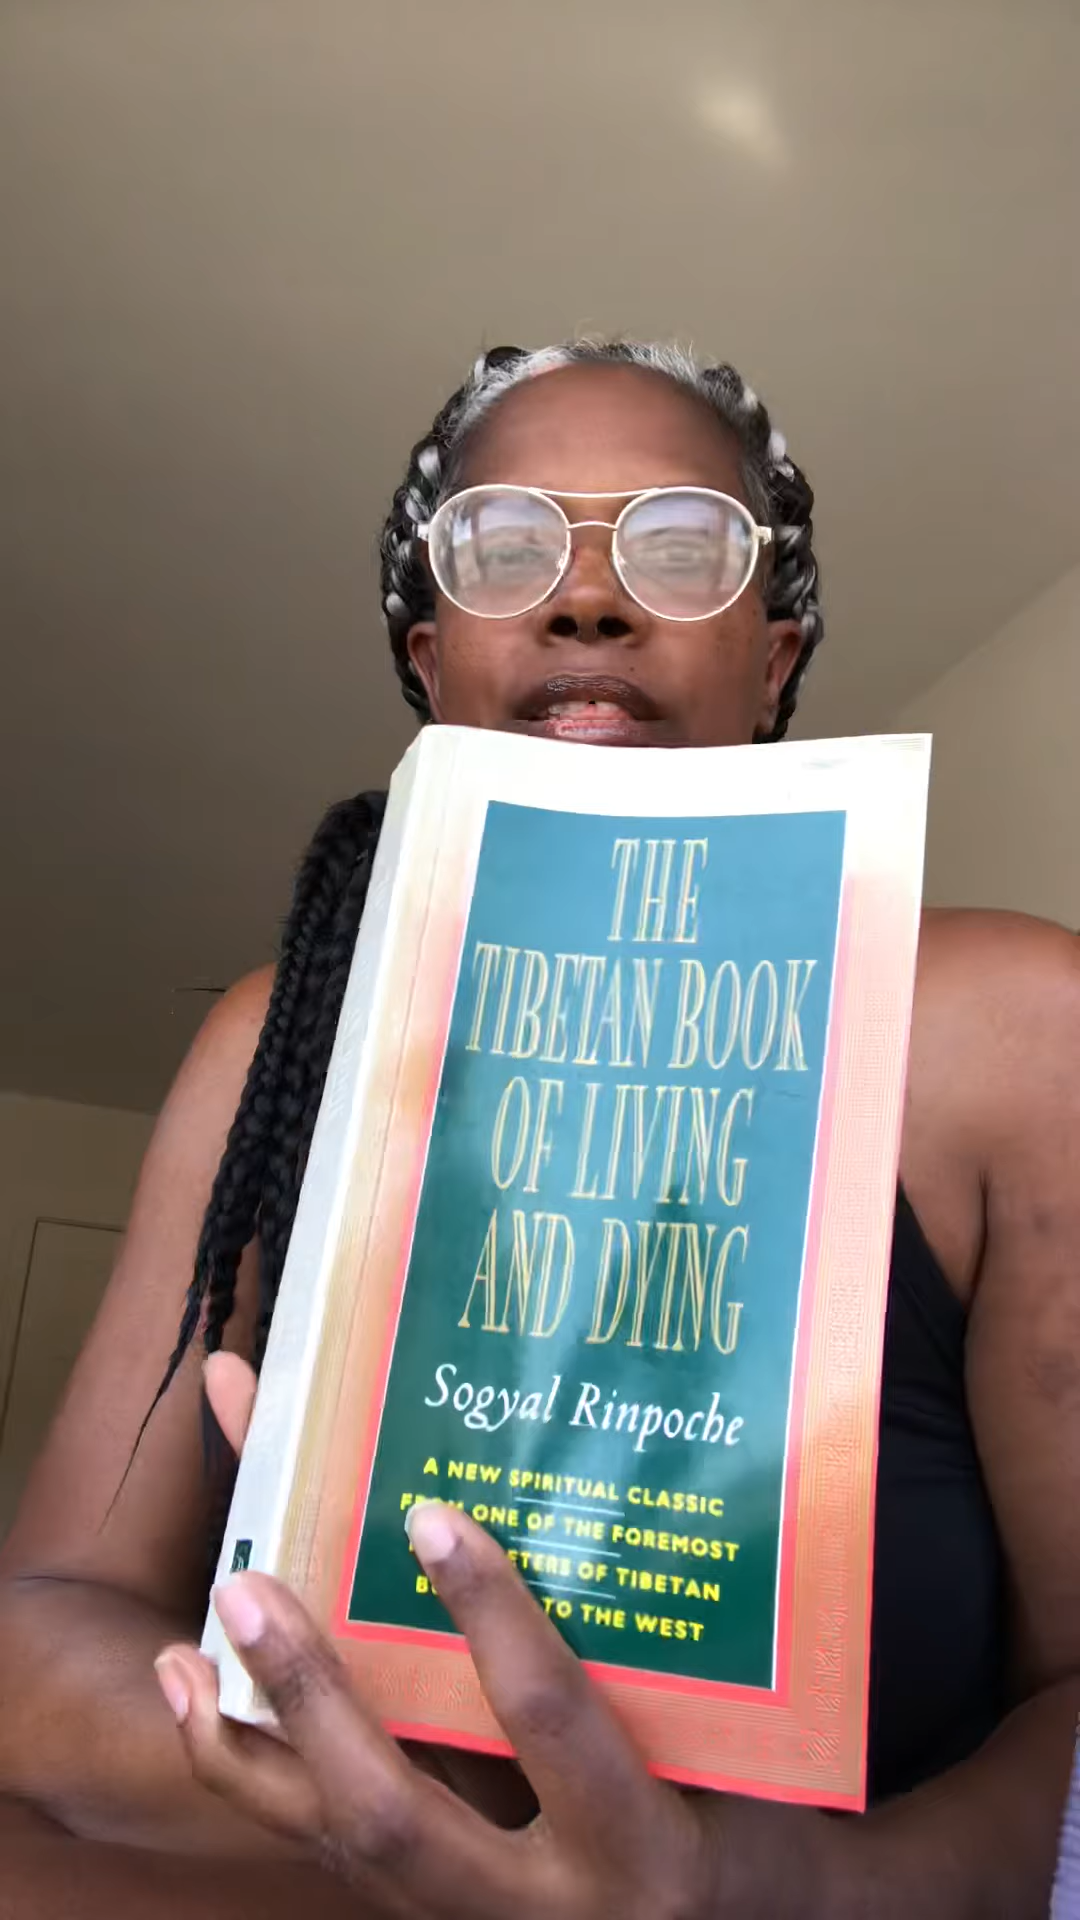 THE
TIBETAN BOOK
OF LIVING
AND DYING
Sogyal Rinpoche
A NEW SPIRITUAL CLASSIC
ONE OF THE FOREMOST
OF TIBETAN
TO THE WEST